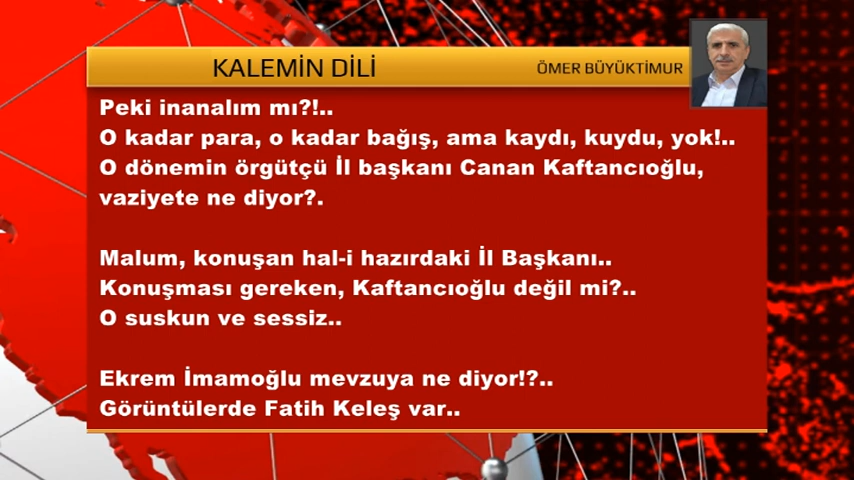 KALEMİN DİLİ
ÖMER BÜYÜKTİMUR
Peki inanalım mı?!..
O kadar para, o kadar bağış, ama kaydı, kuydu, yok!..
O dönemin örgütçü İl başkanı Canan Kaftancıoğlu,
vaziyete ne diyor?.
Malum, konuşan hal-i hazırdaki İl Başkanı..
Konuşması gereken, Kaftancıoğlu değil mi?..
O suskun ve sessiz..
Ekrem İmamoğlu mevzuya ne diyor!?..
Görüntülerde Fatih Keleş var..